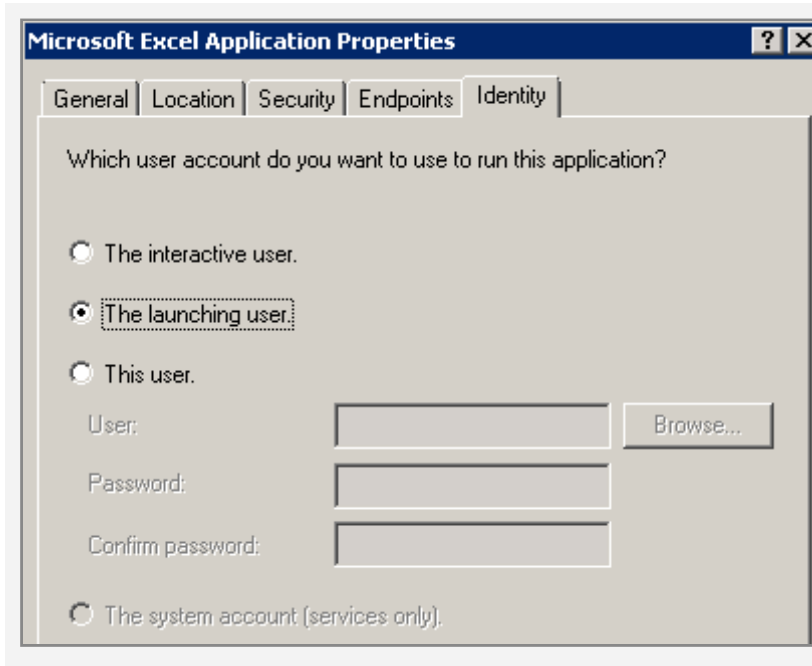 Microsoft Excel Application Properties
General Location Security Endpoints Identity
Which user account do you want to use to run this application?
The interactive user.
The launching user.
This user.
User:
Browse...
Password:
Confirm password:
The system account (services only).